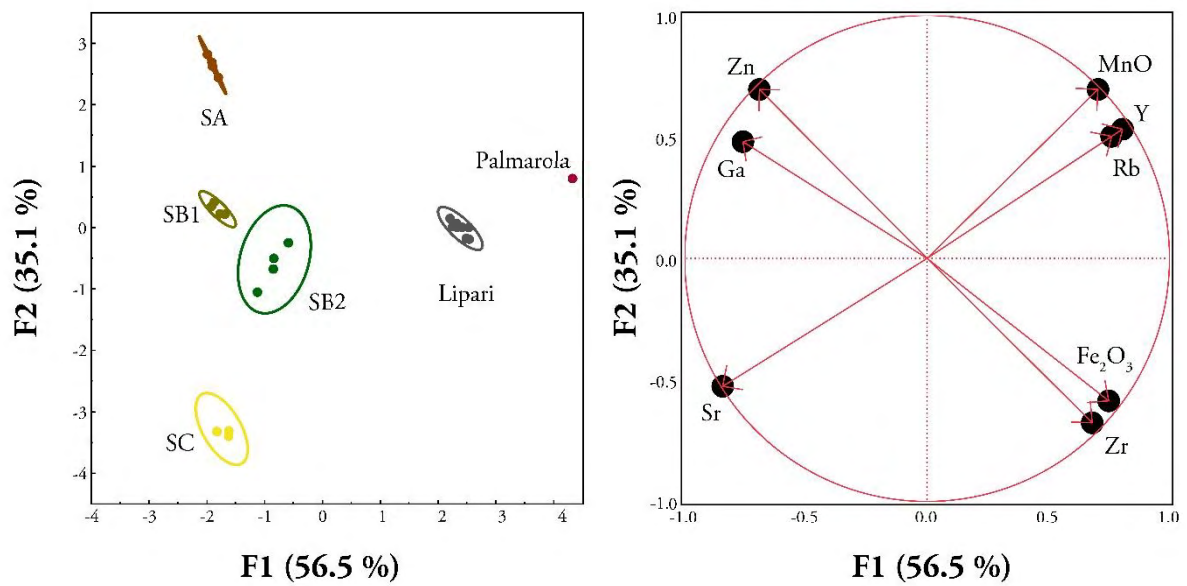 3
2
1
0
-1
-2
-3
-4
-4
-3
-2
-1
0
1
2
3
4
F2 (35.1 %)
F1 (56.5 %)
SA
Palmarola
SB1
SB2
Lipari
SC
1.0
0.5
0.0
-0.5
-1.0
-1.0
-0.5
0.0
0.5
1.0
F2 (35.1 %)
F1 (56.5 %)
Zn
MnO
Y
Ga
Rb
Fe₂O₃
Sr
Zr